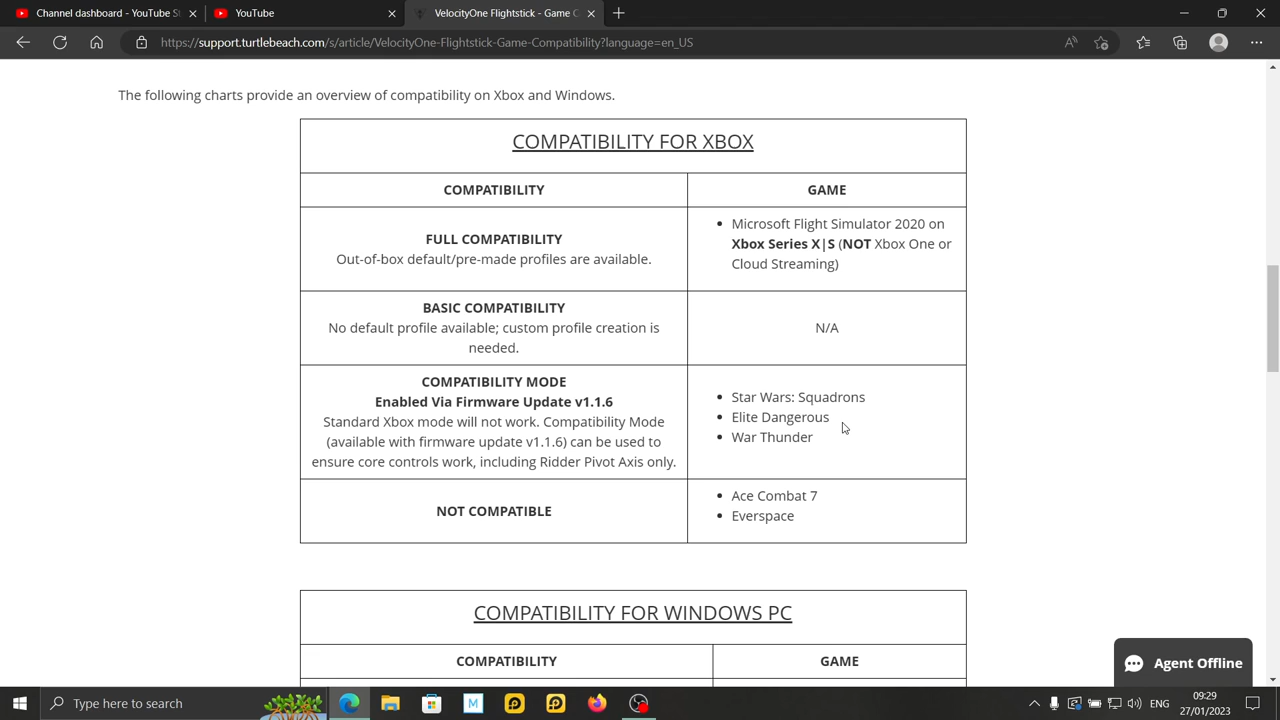 Channel dashboard - YouTube St
YouTube
VelocityOne Flightstick - Game C
https://support.turtlebeach.com/s/article/VelocityOne-Flightstick-Game-Compatibility?language=en_US
The following charts provide an overview of compatibility on Xbox and Windows.
COMPATIBILITY FOR XBOX
COMPATIBILITY
GAME
FULL COMPATIBILITY
Out-of-box default/pre-made profiles are available.
• Microsoft Flight Simulator 2020 on
Xbox Series X|S (NOT Xbox One or
Cloud Streaming)
BASIC COMPATIBILITY
No default profile available; custom profile creation is
needed.
N/A
COMPATIBILITY MODE
Enabled Via Firmware Update v1.1.6
Standard Xbox mode will not work. Compatibility Mode
(available with firmware update v1.1.6) can be used to
ensure core controls work, including Ridder Pivot Axis only.
• Star Wars: Squadrons
• Elite Dangerous
• War Thunder
NOT COMPATIBLE
• Ace Combat 7
• Everspace
COMPATIBILITY FOR WINDOWS PC
COMPATIBILITY
GAME
Agent Offline
Type here to search
M
ENG
09:29
27/01/2023